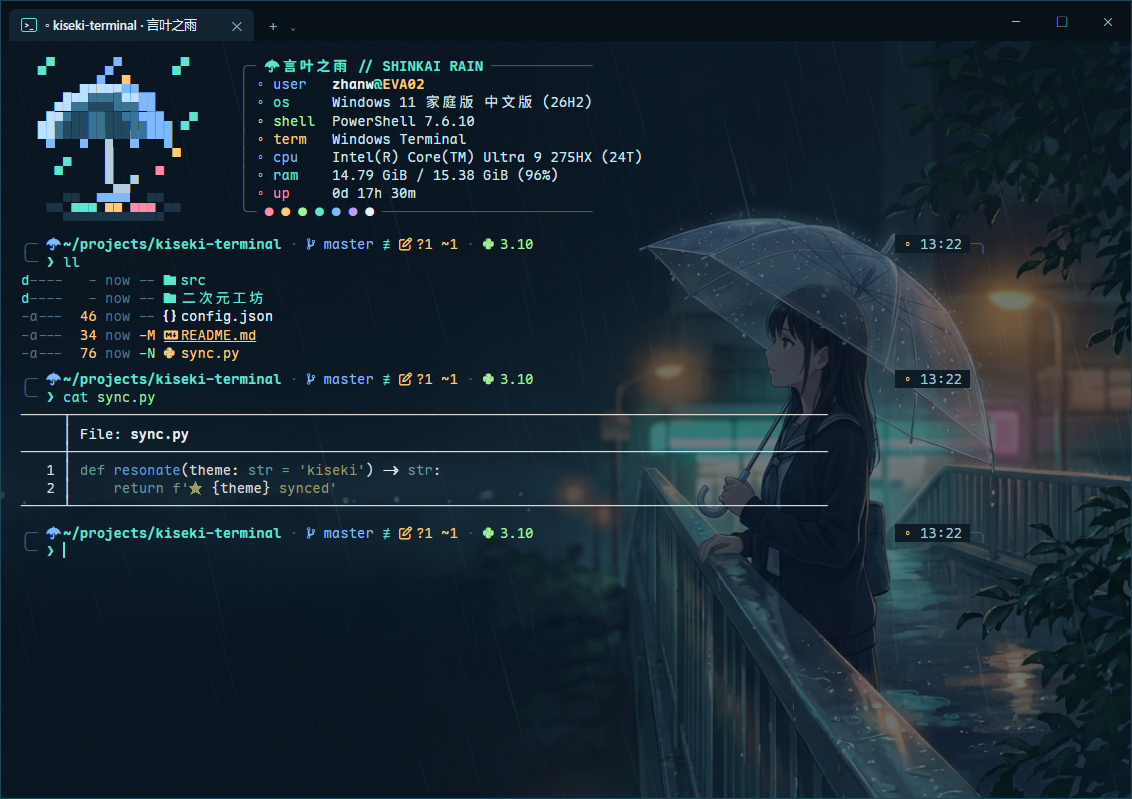 ◦ kiseki-terminal · 言叶之雨
言叶之雨 // SHINKAI RAIN
◦ user zhanw@EVA02
◦ os Windows 11 家庭版 中文版 (26H2)
◦ shell PowerShell 7.6.10
◦ term Windows Terminal
◦ cpu Intel(R) Core(TM) Ultra 9 275HX (24T)
◦ ram 14.79 GiB / 15.38 GiB (96%)
◦ up 0d 17h 30m
~/projects/kiseki-terminal · master ≢ ?1 ~1 · 3.10 ◦ 13:22
❯ ll
d---- - now -- src
d---- - now -- 二次元工坊
-a--- 46 now -- {} config.json
-a--- 34 now -M README.md
-a--- 76 now -N sync.py
~/projects/kiseki-terminal · master ≢ ?1 ~1 · 3.10 ◦ 13:22
❯ cat sync.py
File: sync.py
1 def resonate(theme: str = 'kiseki') -> str:
2 return f'★ {theme} synced'
~/projects/kiseki-terminal · master ≢ ?1 ~1 · 3.10 ◦ 13:22
❯